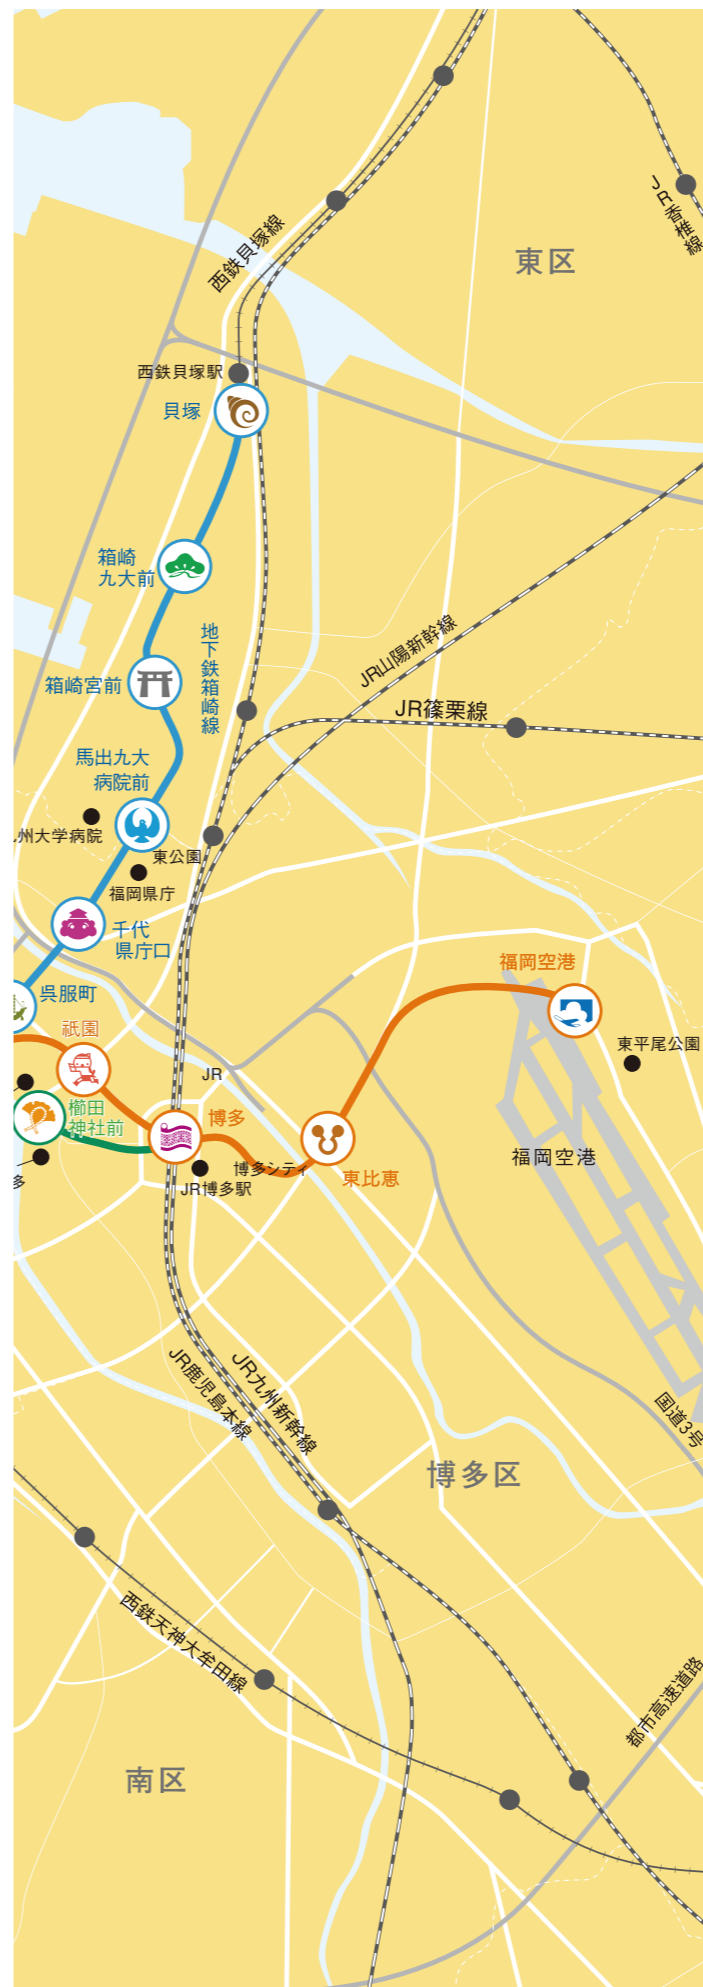 JR香椎線
西鉄貝塚線
東区
西鉄貝塚駅
貝塚
箱崎
九大前
地下鉄箱崎線
箱崎宮前
JR山陽新幹線
JR篠栗線
馬出九大
病院前
州大学病院
東公園
福岡県庁
千代
県庁口
福岡空港
呉服町
祇園
東平尾公園
JR
櫛田
神社前
博多
博多シティ
JR博多駅
東比恵
福岡空港
多
JR九州新幹線
JR鹿児島本線
国道3号
博多区
西鉄天神大牟田線
都市高速道路
南区